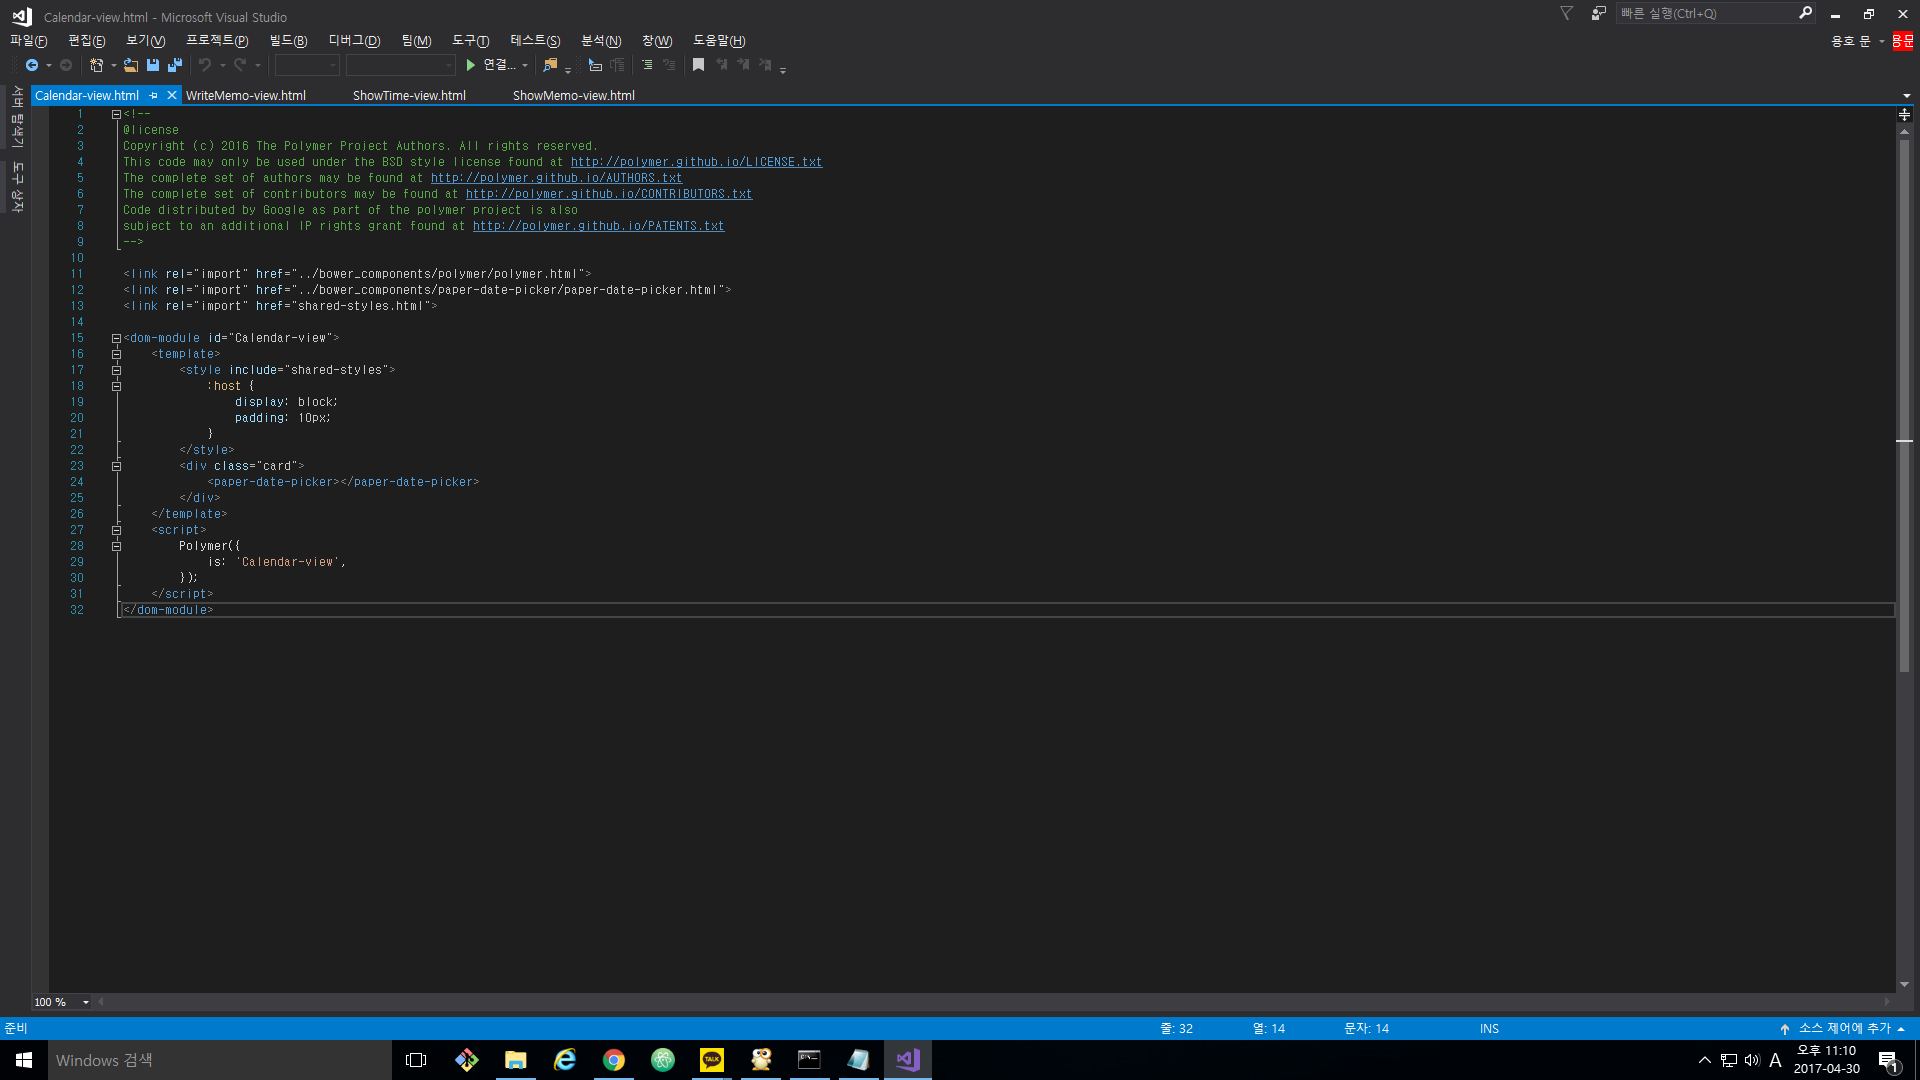 Calendar-view.html - Microsoft Visual Studio
빠른 실행(Ctrl+Q)
파일(F) 편집(E) 보기(V) 프로젝트(P) 빌드(B) 디버그(D) 팀(M) 도구(T) 테스트(S) 분석(N) 창(W) 도움말(H)
용호 문
용문
연결...
서버 탐색기
도구 상자
Calendar-view.html WriteMemo-view.html ShowTime-view.html ShowMemo-view.html
1 <!--
2 @license
3 Copyright (c) 2016 The Polymer Project Authors. All rights reserved.
4 This code may only be used under the BSD style license found at http://polymer.github.io/LICENSE.txt
5 The complete set of authors may be found at http://polymer.github.io/AUTHORS.txt
6 The complete set of contributors may be found at http://polymer.github.io/CONTRIBUTORS.txt
7 Code distributed by Google as part of the polymer project is also
8 subject to an additional IP rights grant found at http://polymer.github.io/PATENTS.txt
9 -->
10
11 <link rel="import" href="../bower_components/polymer/polymer.html">
12 <link rel="import" href="../bower_components/paper-date-picker/paper-date-picker.html">
13 <link rel="import" href="shared-styles.html">
14
15 <dom-module id="Calendar-view">
16 <template>
17 <style include="shared-styles">
18 :host {
19 display: block;
20 padding: 10px;
21 }
22 </style>
23 <div class="card">
24 <paper-date-picker></paper-date-picker>
25 </div>
26 </template>
27 <script>
28 Polymer({
29 is: 'Calendar-view',
30 });
31 </script>
32 </dom-module>
100 %
준비 줄: 32 열: 14 문자: 14 INS 소스 제어에 추가
Windows 검색
TALK
C:\_
A
오후 11:10
2017-04-30
1